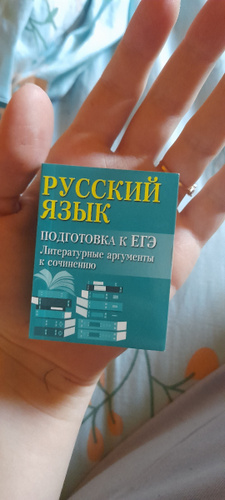 РУССКИЙ
ЯЗЫК
ПОДГОТОВКА К ЕГЭ
Литературные аргументы
к сочинению